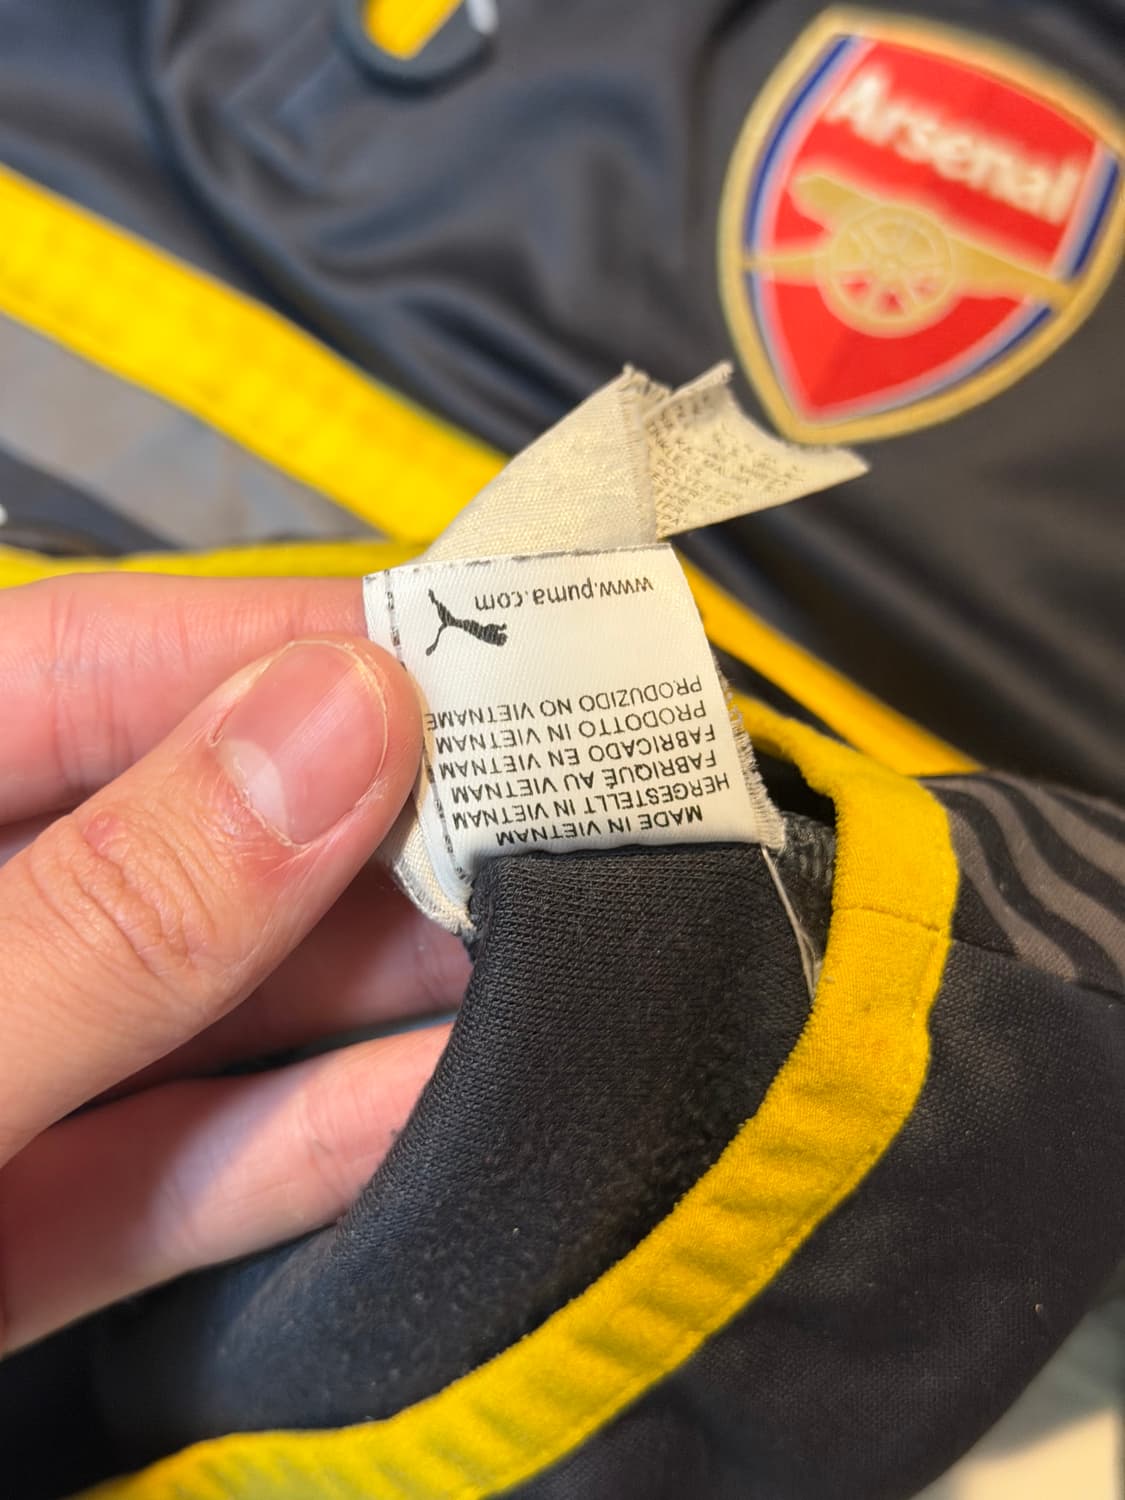 Arsenal
MADE IN VIETNAM
HERGESTELLT IN VIETNAM
FABRIQUÉ AU VIETNAM
FABRICADO EN VIETNAM
PRODOTTO IN VIETNAM
PRODUZIDO NO VIETNAME
www.puma.com